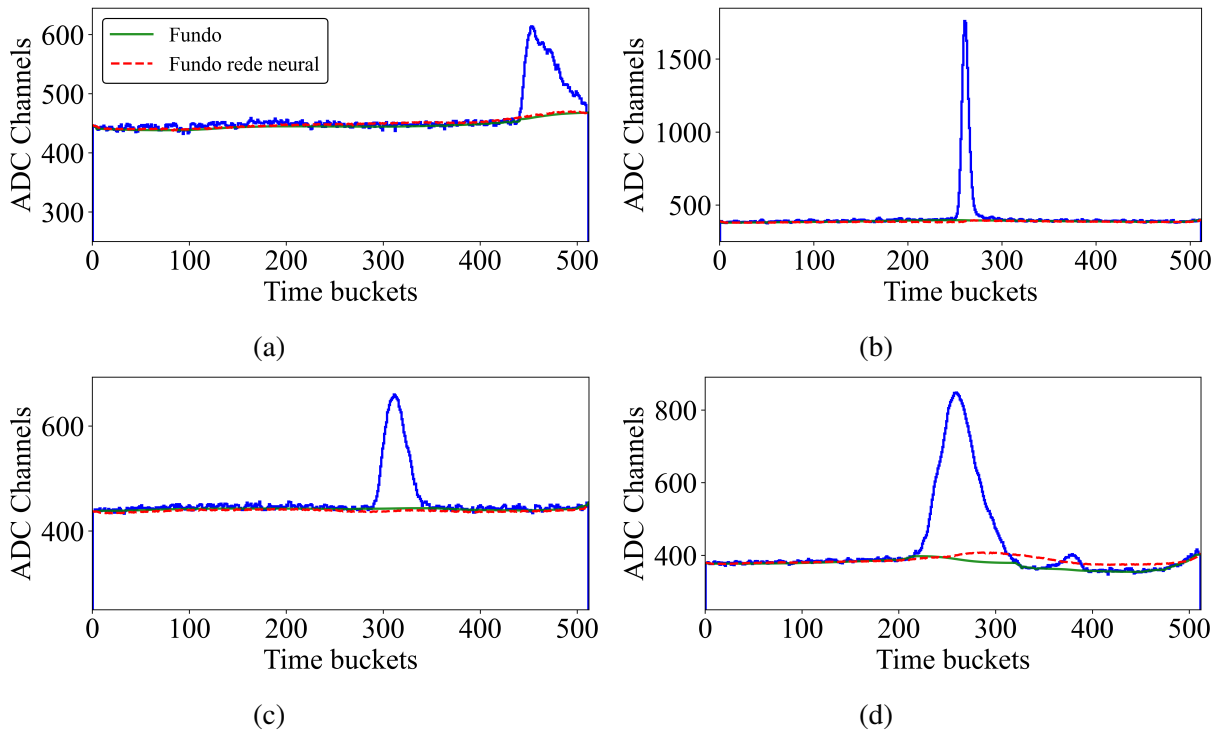 Fundo
Fundo rede neural
ADC Channels
600
500
400
300
0 100 200 300 400 500
Time buckets
(a)
ADC Channels
1500
1000
500
0 100 200 300 400 500
Time buckets
(b)
ADC Channels
600
400
0 100 200 300 400 500
Time buckets
(c)
ADC Channels
800
600
400
0 100 200 300 400 500
Time buckets
(d)